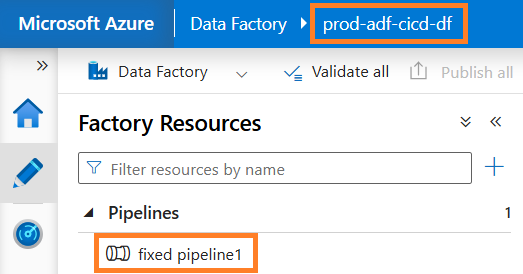 Microsoft Azure Data Factory prod-adf-cicd-df
Data Factory Validate all Publish all
Factory Resources
Filter resources by name
Pipelines 1
fixed pipeline1